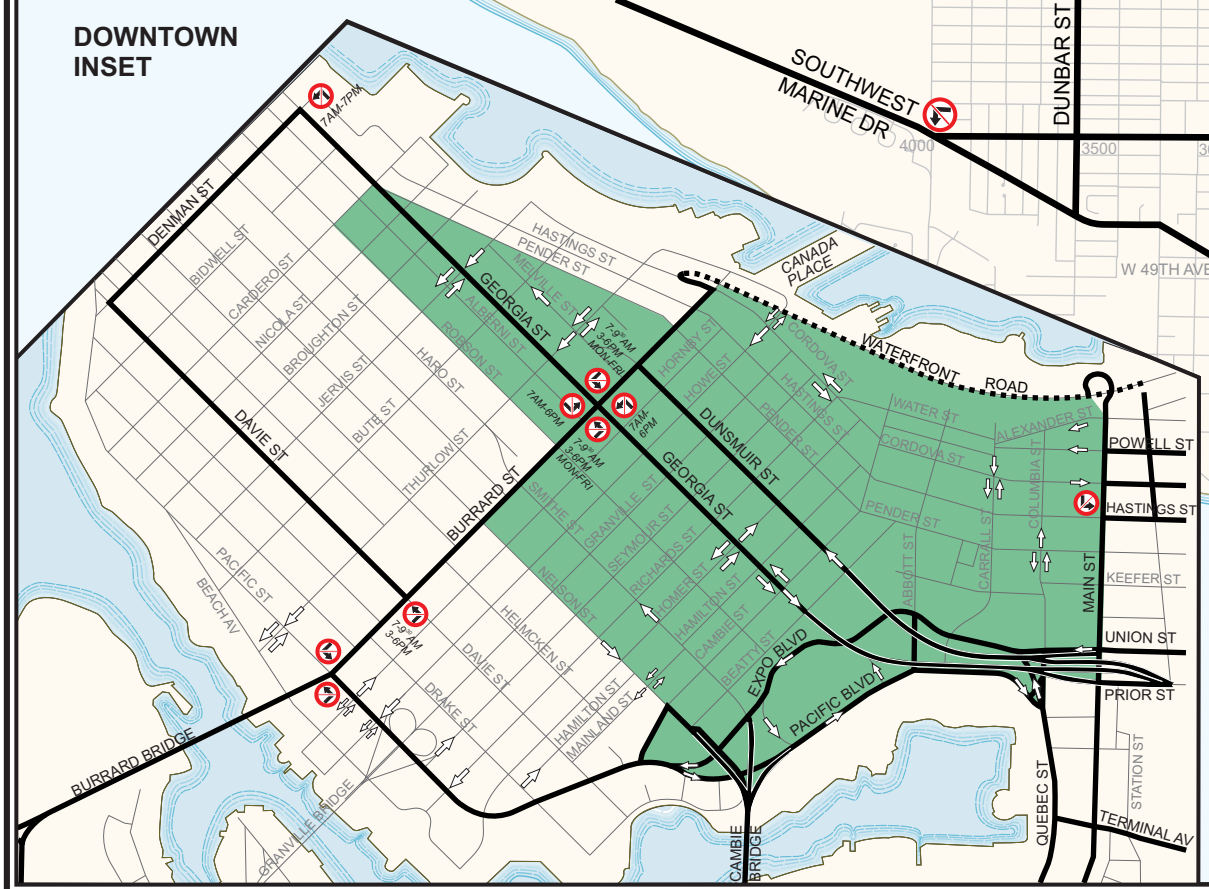 DOWNTOWN
INSET
SOUTHWEST
MARINE DR
DUNBAR ST
4000
3500
W 49TH AVE
7AM-7PM
DENMAN ST
BIDWELL ST
CARDERO ST
NICOLA ST
BROUGHTON ST
JERVIS ST
BUTE ST
THURLOW ST
HARO ST
ROBSON ST
ALBERNI ST
GEORGIA ST
MELVILLE ST
HASTINGS ST
PENDER ST
CANADA
PLACE
WATERFRONT
ROAD
7-9³⁰ AM
3-6PM
MON-FRI
7AM-6PM
7AM-
6PM
7-9³⁰ AM
3-6PM
MON-FRI
HORNBY ST
HOWE ST
CORDOVA ST
HASTINGS ST
PENDER ST
DUNSMUIR ST
GEORGIA ST
WATER ST
CORDOVA ST
ALEXANDER ST
POWELL ST
HASTINGS ST
PENDER ST
COLUMBIA ST
CARRALL ST
ABBOTT ST
MAIN ST
KEEFER ST
UNION ST
PRIOR ST
DAVIE ST
BURRARD ST
SMITHE ST
GRANVILLE ST
SEYMOUR ST
RICHARDS ST
HOMER ST
HAMILTON ST
CAMBIE ST
BEATTY ST
EXPO BLVD
PACIFIC BLVD
NELSON ST
HELMCKEN ST
DAVIE ST
DRAKE ST
HAMILTON ST
MAINLAND ST
7-9³⁰ AM
3-6PM
PACIFIC ST
BEACH AV
BURRARD BRIDGE
GRANVILLE BRIDGE
CAMBIE
BRIDGE
QUEBEC ST
STATION ST
TERMINAL AV